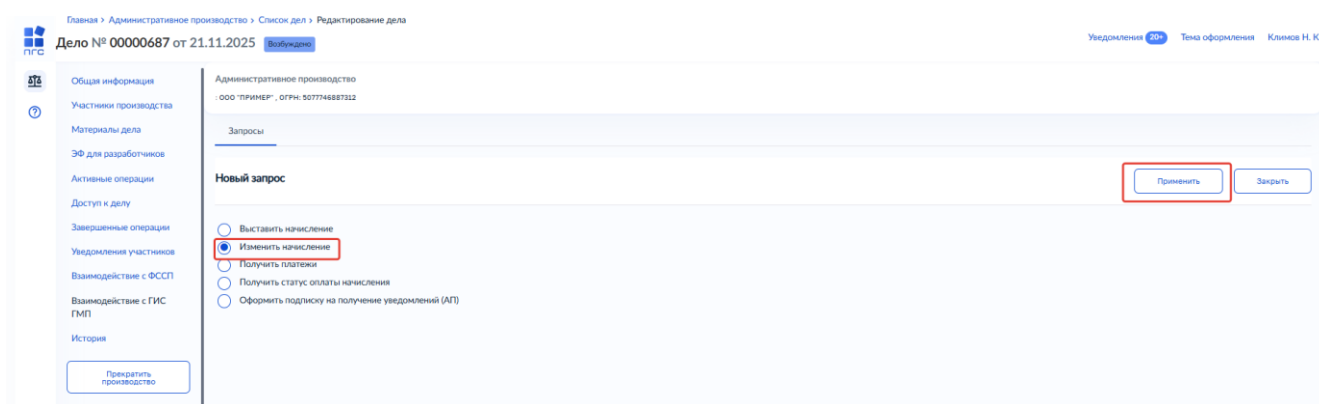 Главная › Административное производство › Список дел › Редактирование дела
ПГС
Дело № 00000687 от 21.11.2025 Возбуждено
Уведомления 20+ Тема оформления Климов Н. К
Общая информация
Участники производства
Материалы дела
ЭФ для разработчиков
Активные операции
Доступ к делу
Завершенные операции
Уведомления участников
Взаимодействие с ФССП
Взаимодействие с ГИС
ГМП
История
Прекратить
производство
Административное производство
: ООО "ПРИМЕР" , ОГРН: 5077746887312
Запросы
Новый запрос
Применить
Закрыть
Выставить начисление
Изменить начисление
Получить платежи
Получить статус оплаты начисления
Оформить подписку на получение уведомлений (АП)